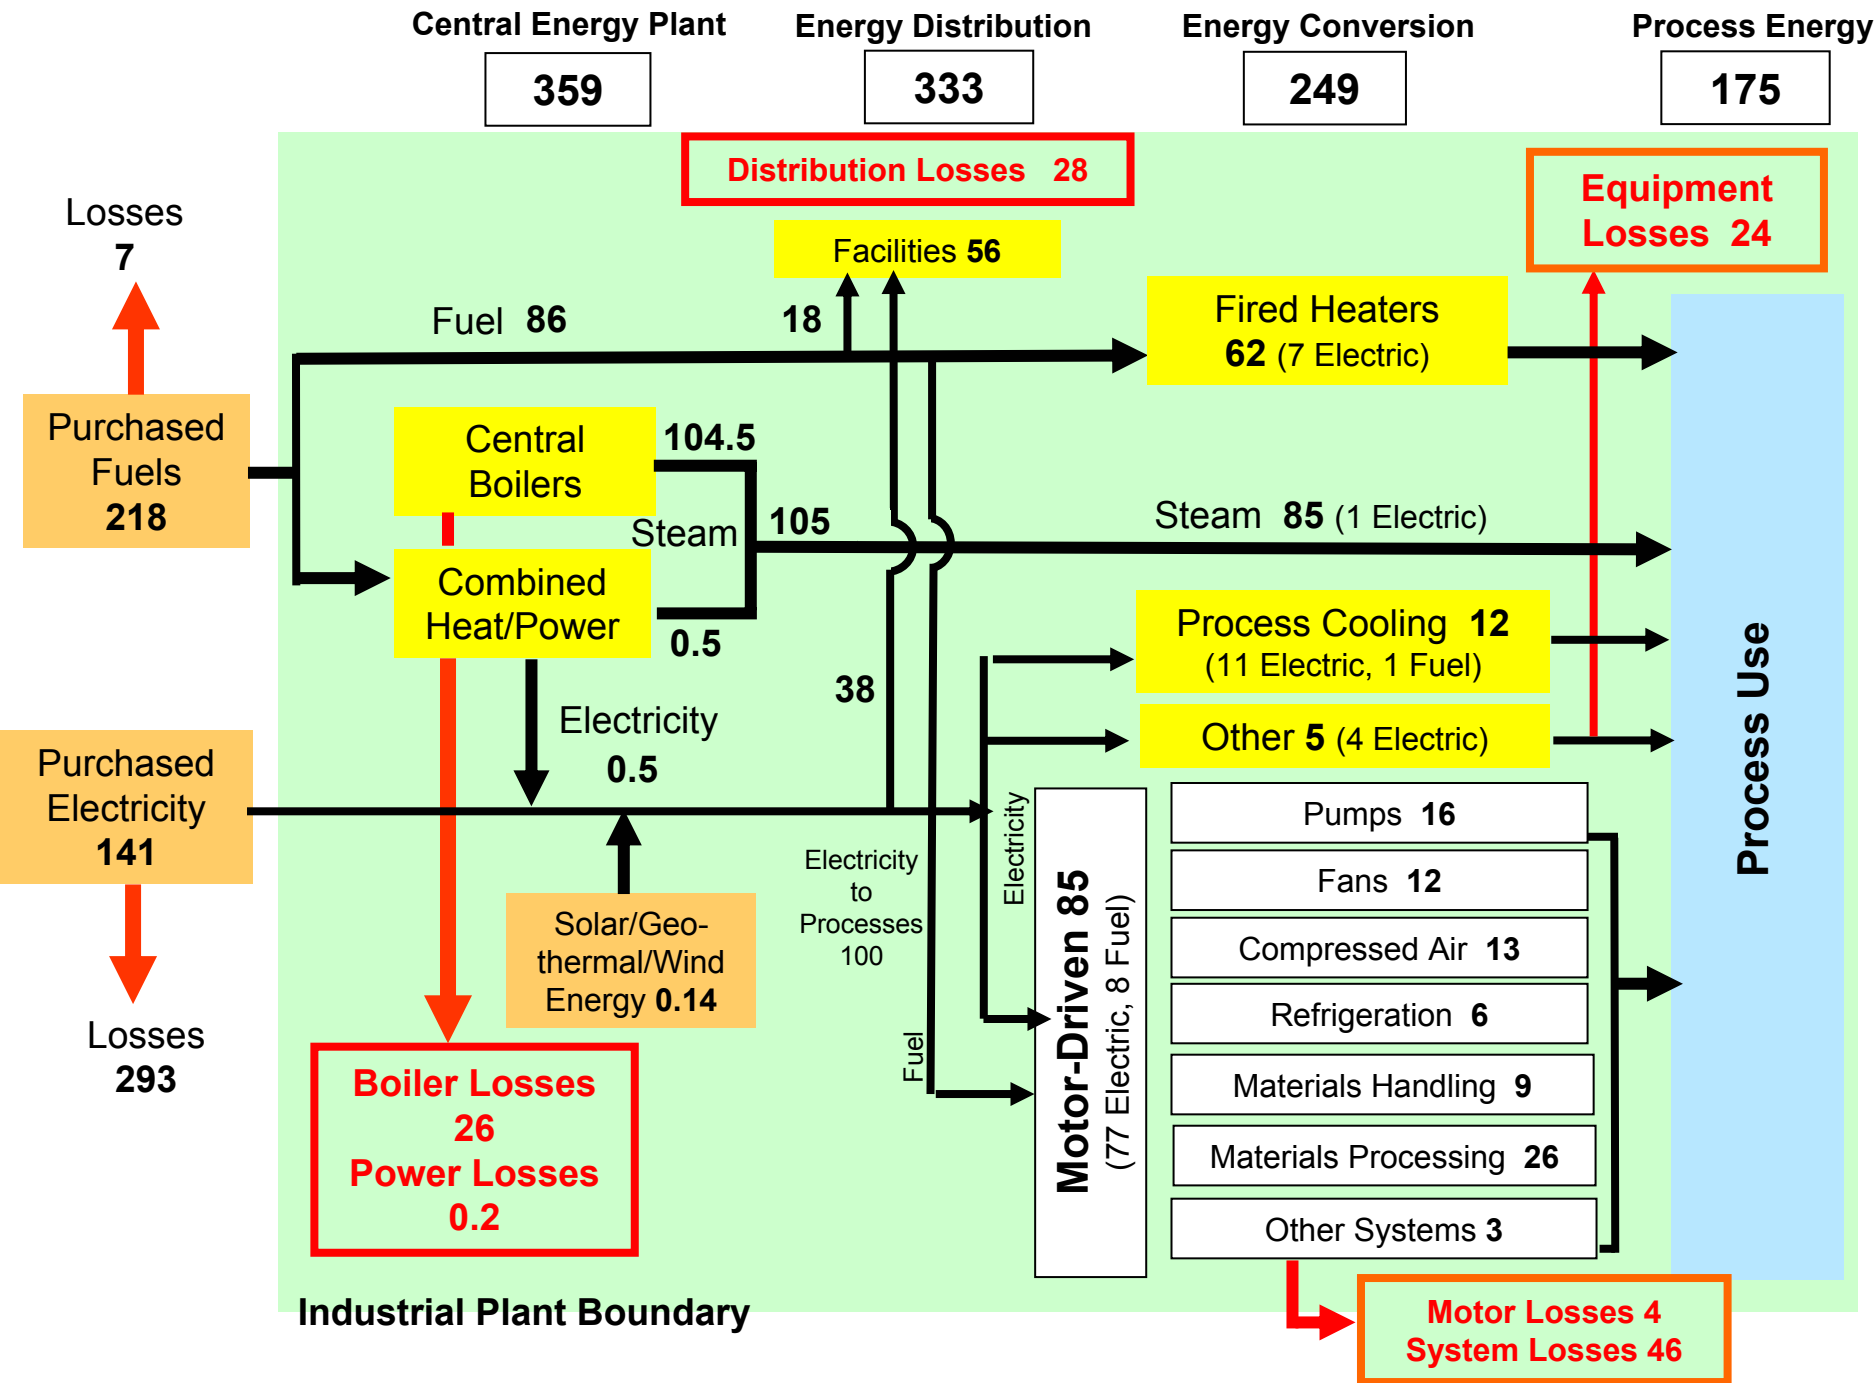 Central Energy Plant
359
Energy Distribution
333
Energy Conversion
249
Process Energy
175
Distribution Losses 28
Equipment
Losses 24
Losses
7
Facilities 56
Fuel 86
18
Fired Heaters
62 (7 Electric)
Purchased
Fuels
218
Central
Boilers
104.5
Steam
105
Steam 85 (1 Electric)
Combined
Heat/Power
0.5
Process Cooling 12
(11 Electric, 1 Fuel)
38
Electricity
0.5
Other 5 (4 Electric)
Purchased
Electricity
141
Losses
293
Solar/Geo-
thermal/Wind
Energy 0.14
Electricity
to
Processes
100
Electricity
Fuel
Motor-Driven 85
(77 Electric, 8 Fuel)
Pumps 16
Fans 12
Compressed Air 13
Refrigeration 6
Materials Handling 9
Materials Processing 26
Other Systems 3
Process Use
Boiler Losses
26
Power Losses
0.2
Industrial Plant Boundary
Motor Losses 4
System Losses 46